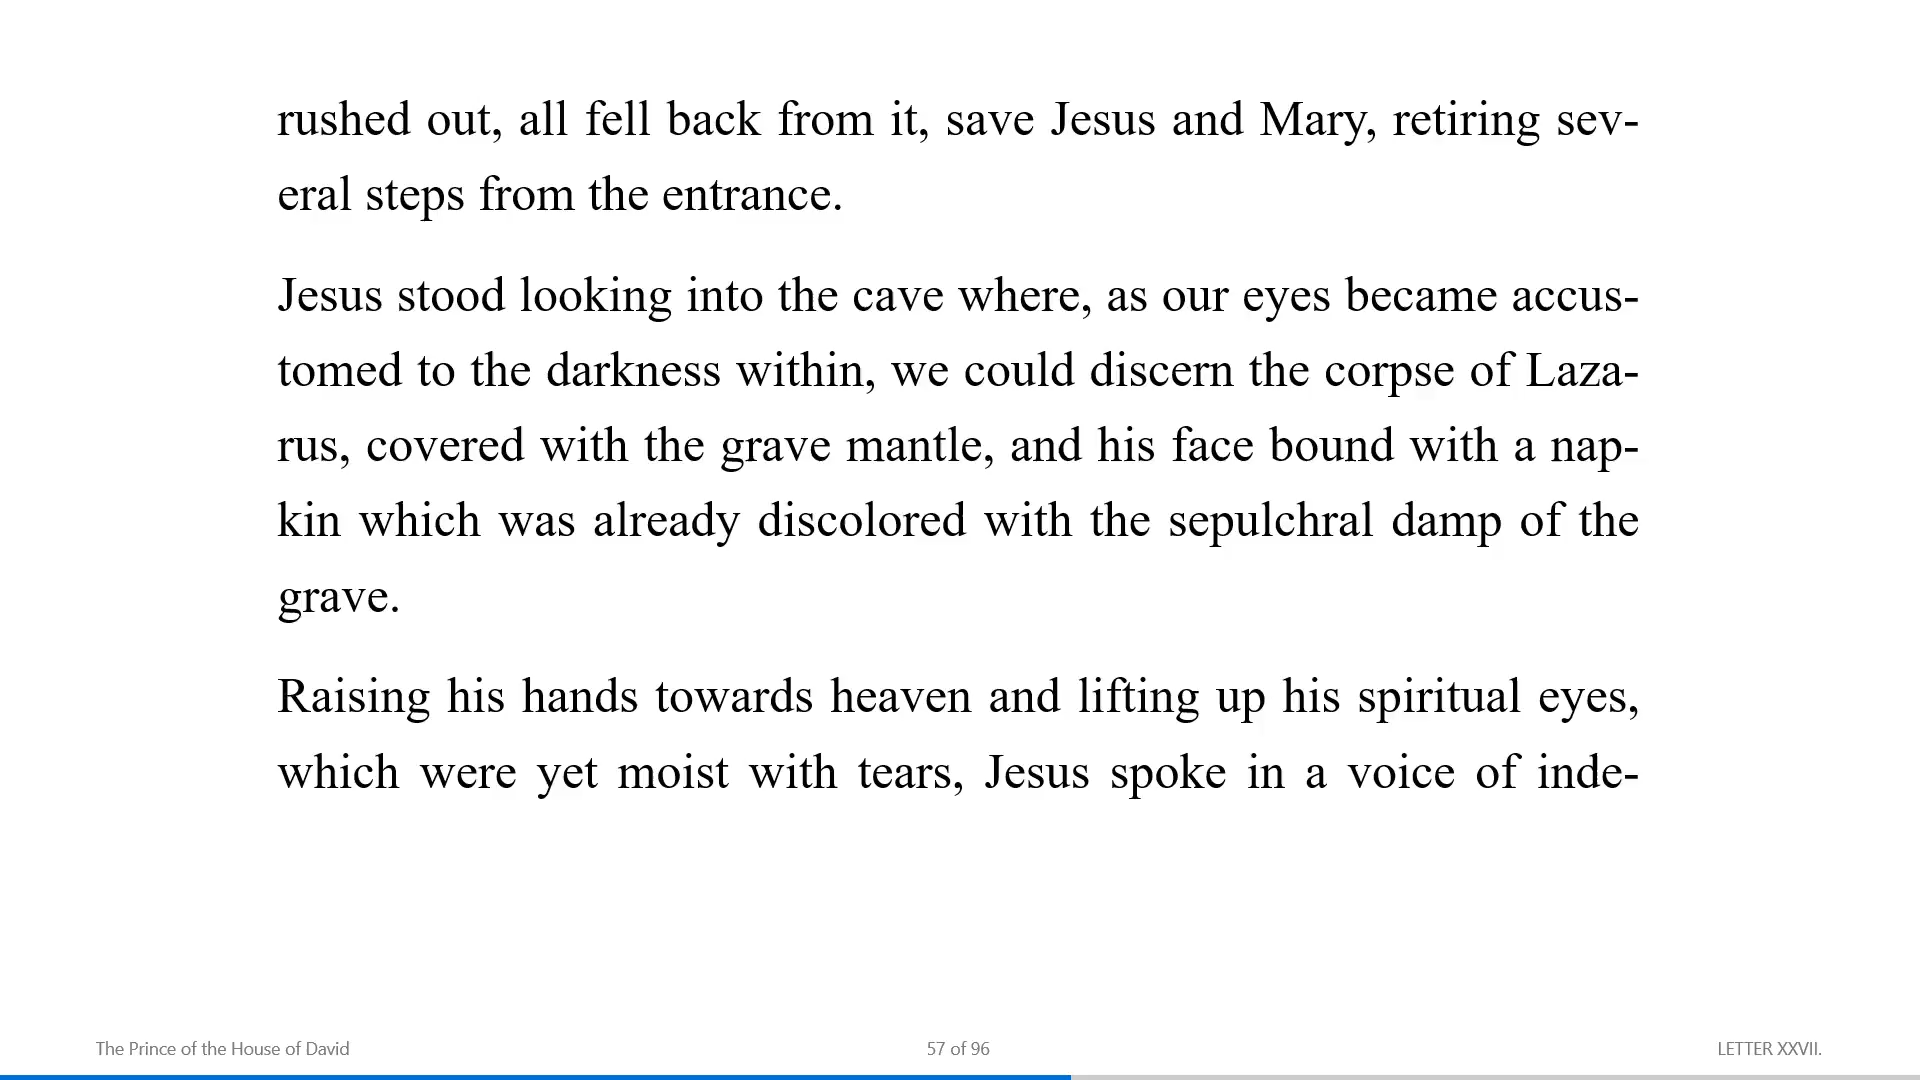 rushed out, all fell back from it, save Jesus and Mary, retiring sev-
eral steps from the entrance.
Jesus stood looking into the cave where, as our eyes became accus-
tomed to the darkness within, we could discern the corpse of Laza-
rus, covered with the grave mantle, and his face bound with a nap-
kin which was already discolored with the sepulchral damp of the
grave.
Raising his hands towards heaven and lifting up his spiritual eyes,
which were yet moist with tears, Jesus spoke in a voice of inde-
The Prince of the House of David
57 of 96
LETTER XXVII.